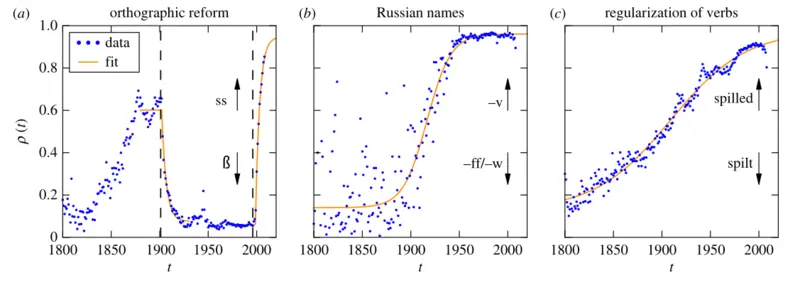 (a) orthographic reform
1.0
0.8
0.6
0.4
0.2
0
ρ (t)
data
fit
ss
ß
1800 1850 1900 1950 2000
t
(b) Russian names
–v
–ff/–w
1800 1850 1900 1950 2000
t
(c) regularization of verbs
spilled
spilt
1800 1850 1900 1950 2000
t